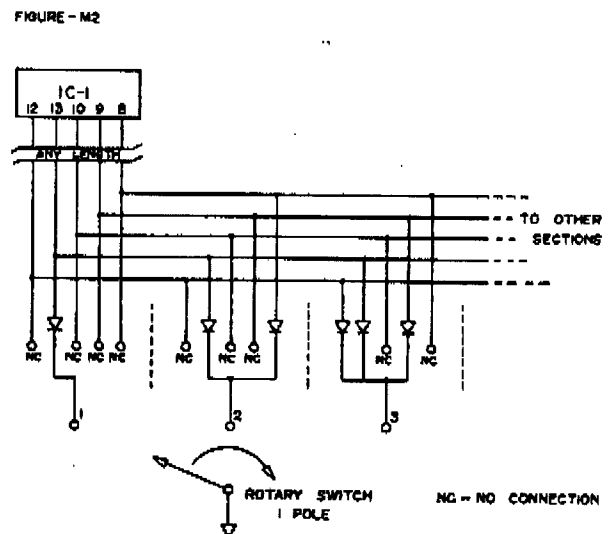 FIGURE - M2
IC-1
12 13 10 9 8
ANY LENGTH
TO OTHER
SECTIONS
NC NC NC NC NC NC NC NC NC
1 2 3
ROTARY SWITCH
1 POLE
NC = NO CONNECTION